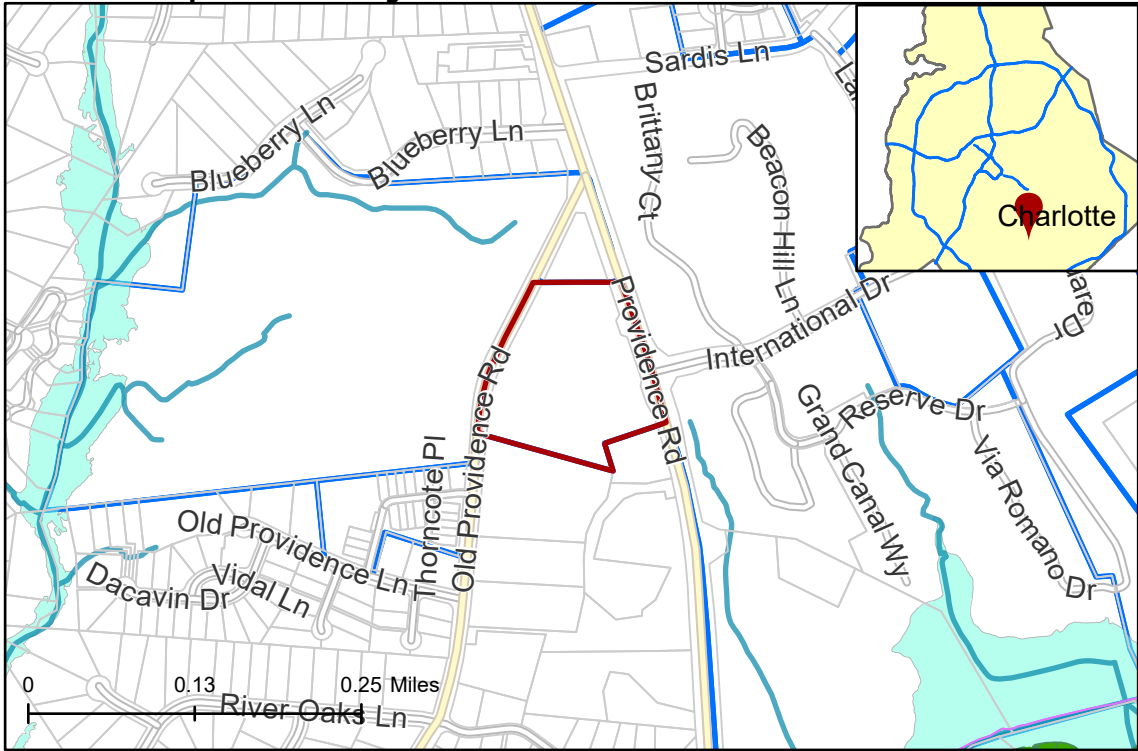 Sardis Ln
Blueberry Ln
Blueberry Ln
Brittany Ct
Beacon Hill Ln
Charlotte
International Dr
Providence Rd
Old Providence Rd
Reserve Dr
Grand Canal Wy
Via Romano Dr
Thorncote Pl
Old Providence Ln
Dacavin Dr
Vidal Ln
River Oaks Ln
0 0.13 0.25 Miles